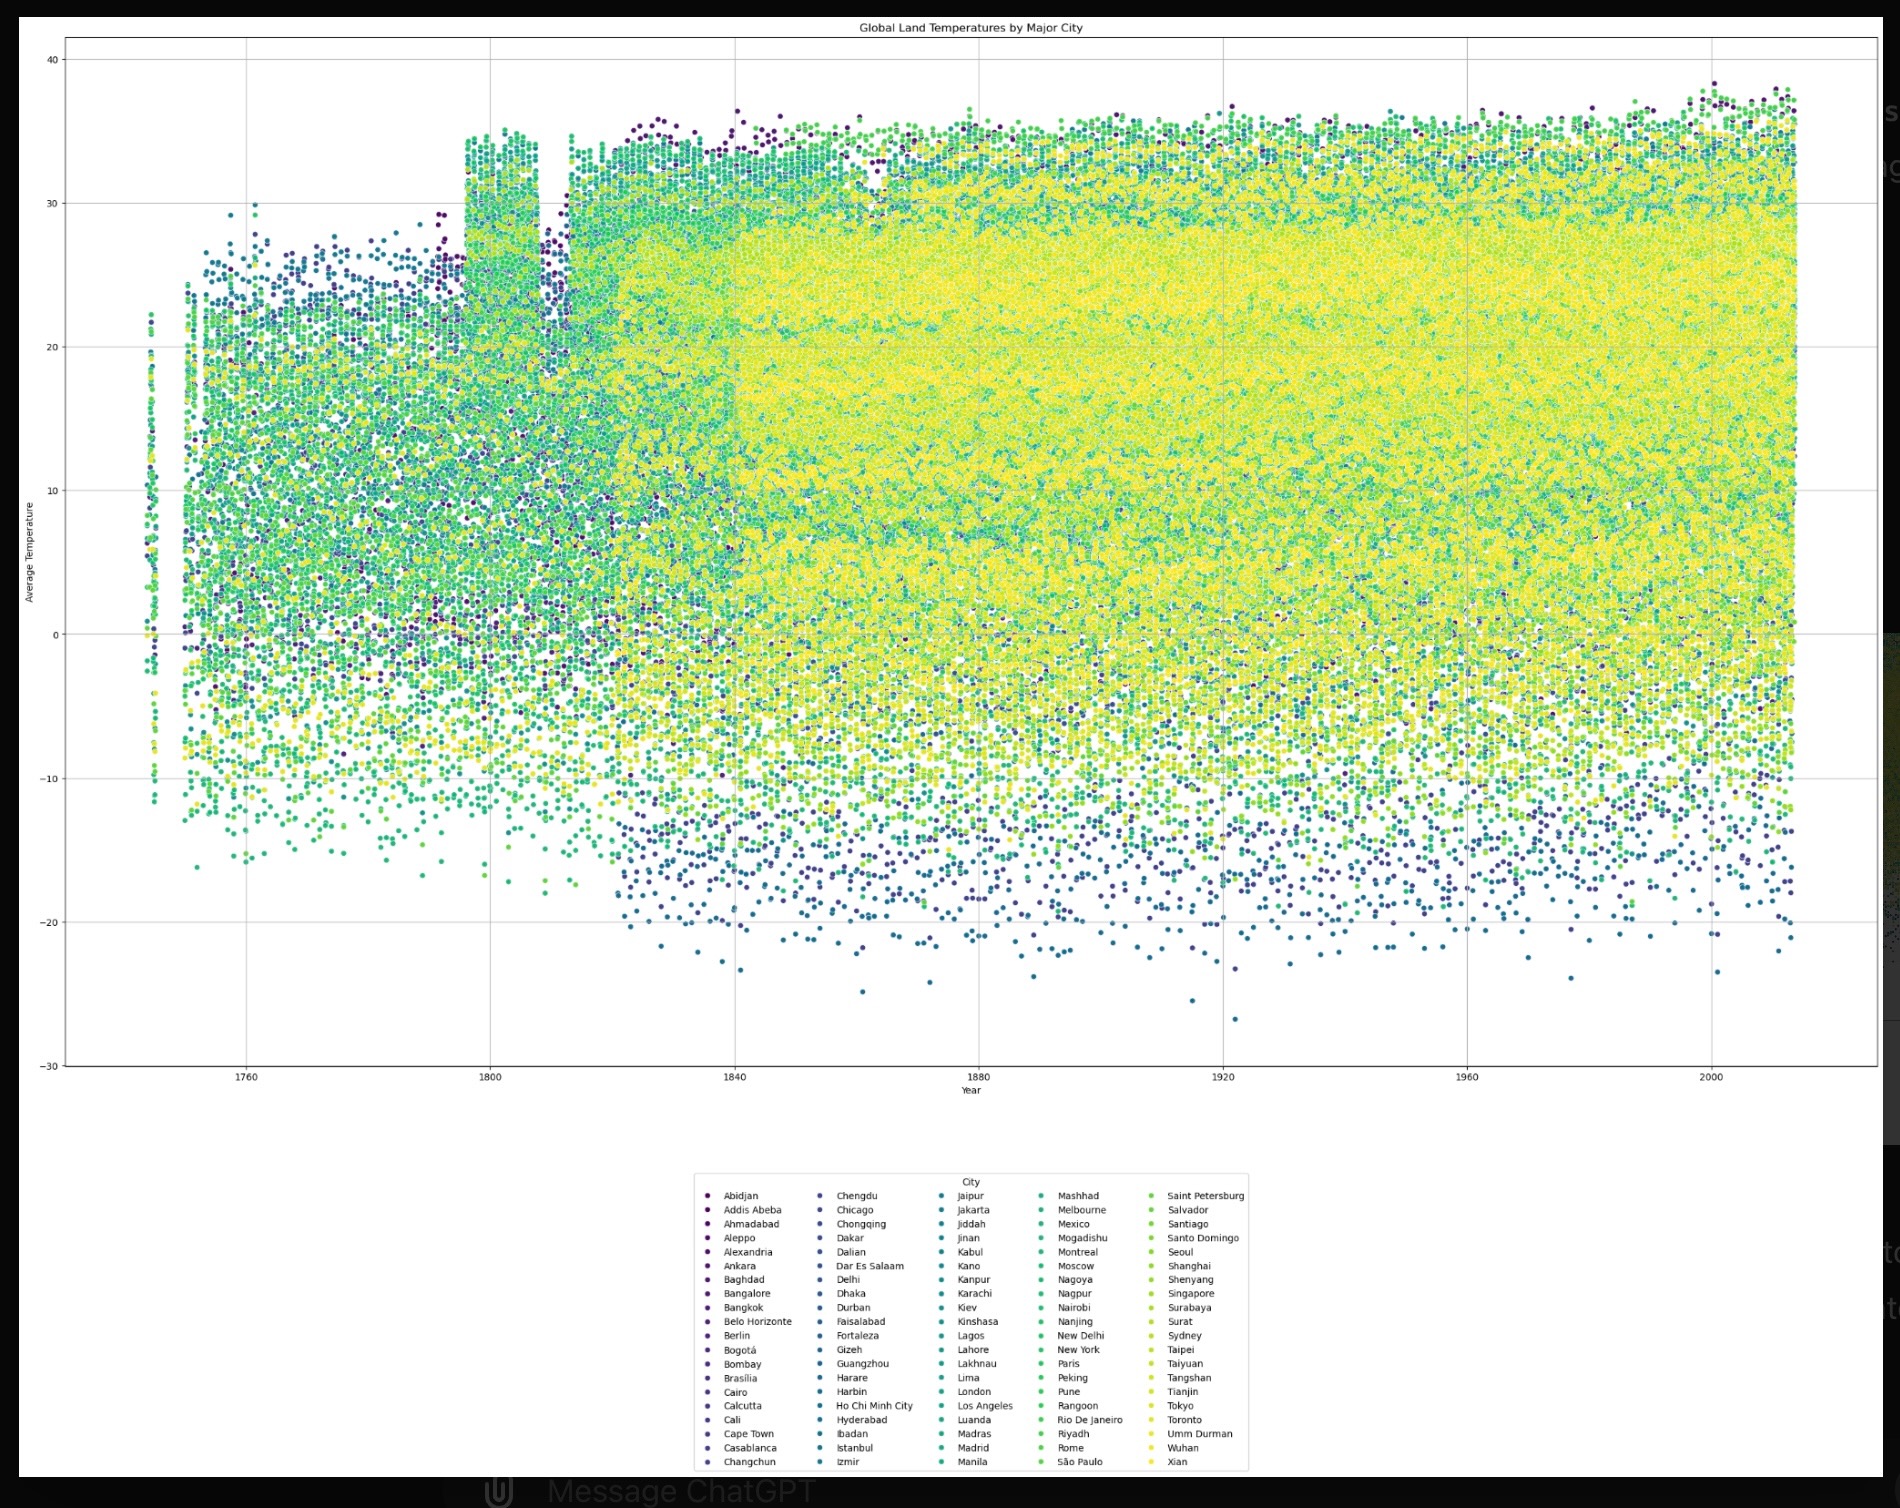 Global Land Temperatures by Major City
40
30
20
10
0
−10
−20
−30
Average Temperature
1760 1800 1840 1880 1920 1960 2000
Year
City
Abidjan Chengdu Jaipur Mashhad Saint Petersburg
Addis Abeba Chicago Jakarta Melbourne Salvador
Ahmadabad Chongqing Jiddah Mexico Santiago
Aleppo Dakar Jinan Mogadishu Santo Domingo
Alexandria Dalian Kabul Montreal Seoul
Ankara Dar Es Salaam Kano Moscow Shanghai
Baghdad Delhi Kanpur Nagoya Shenyang
Bangalore Dhaka Karachi Nagpur Singapore
Bangkok Durban Kiev Nairobi Surabaya
Belo Horizonte Faisalabad Kinshasa Nanjing Surat
Berlin Fortaleza Lagos New Delhi Sydney
Bogotá Gizeh Lahore New York Taipei
Bombay Guangzhou Lakhnau Paris Taiyuan
Brasília Harare Lima Peking Tangshan
Cairo Harbin London Pune Tianjin
Calcutta Ho Chi Minh City Los Angeles Rangoon Tokyo
Cali Hyderabad Luanda Rio De Janeiro Toronto
Cape Town Ibadan Madras Riyadh Umm Durman
Casablanca Istanbul Madrid Rome Wuhan
Changchun Izmir Manila São Paulo Xian
Message ChatGPT